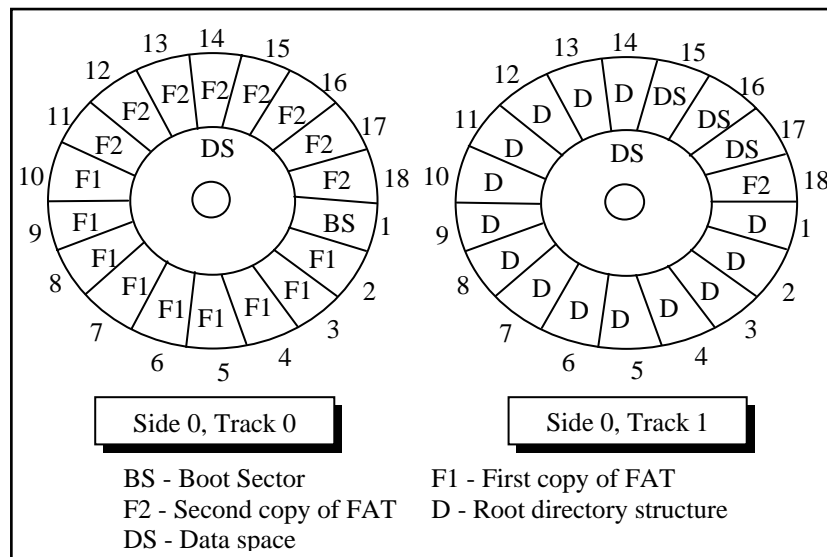 14
13 15
12 16
11 17
10 18
9 1
8 2
7 3
6 4
5
F2 F2 F2
F2 F2
F2 F2
F1 F2
F1 BS
F1 F1
F1 F1
F1 F1 F1
DS
14
13 15
12 16
11 17
10 18
9 1
8 2
7 3
6 4
5
D D DS
D DS
D DS
D F2
D D
D D
D D
D D D
DS
Side 0, Track 0
Side 0, Track 1
BS - Boot Sector F1 - First copy of FAT
F2 - Second copy of FAT D - Root directory structure
DS - Data space